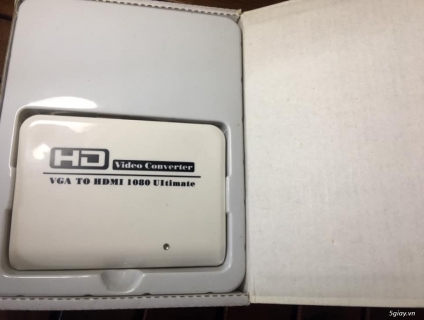 HD Video Converter
VGA TO HDMI 1080 Ultimate
5giay.vn